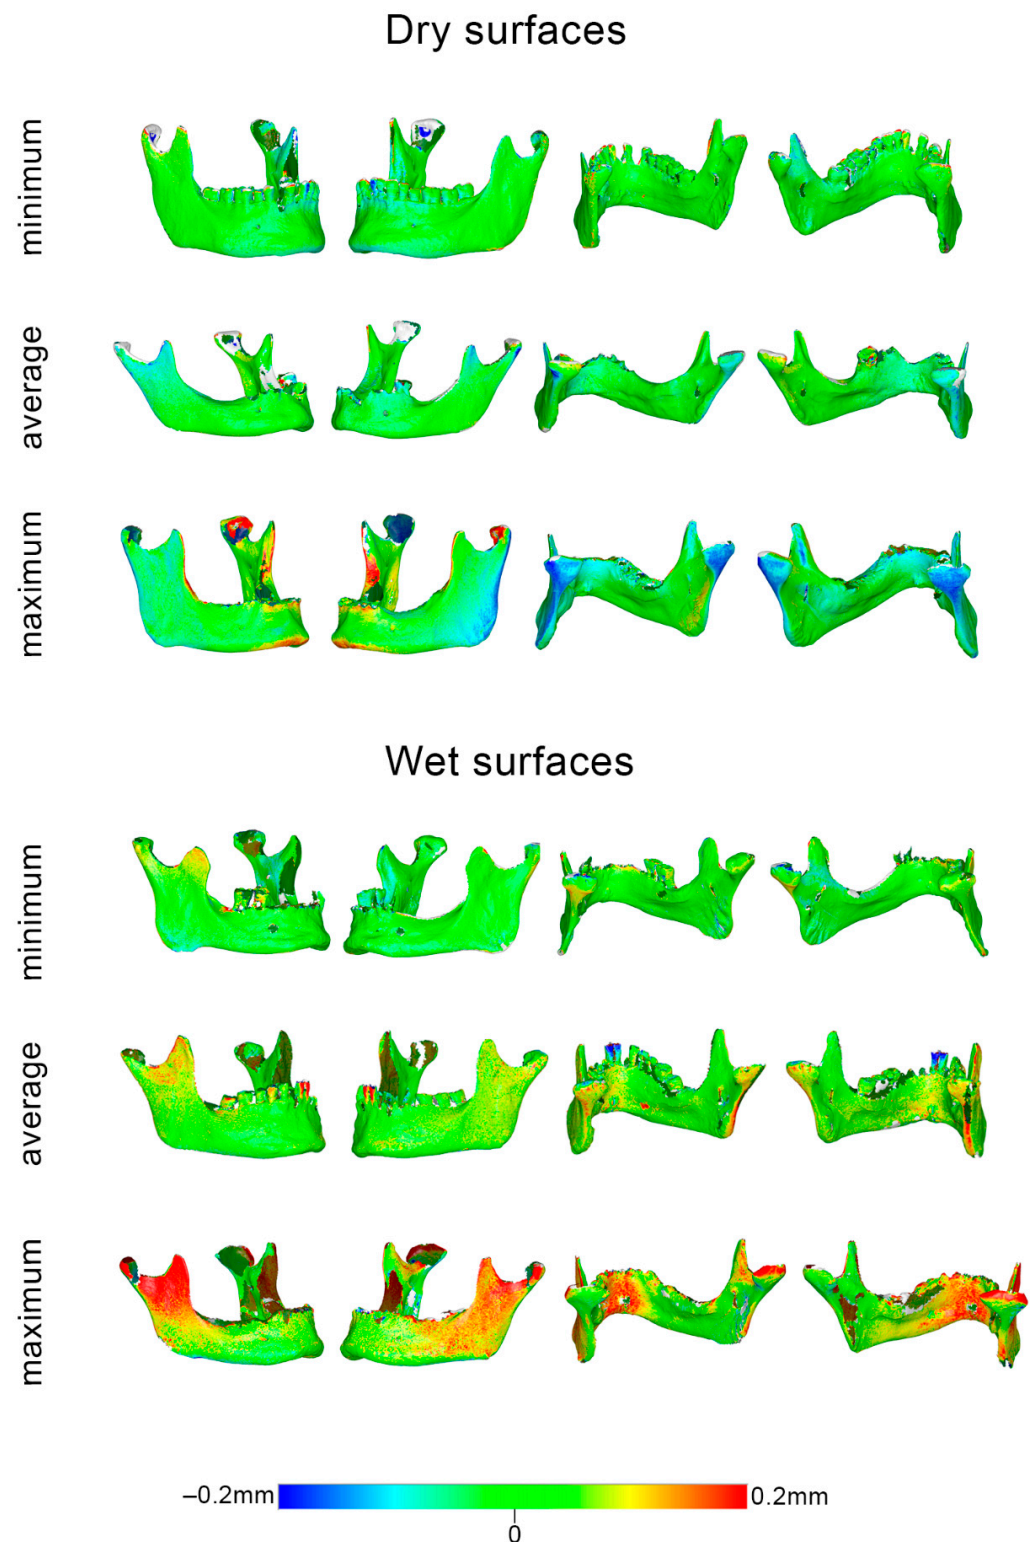 Dry surfaces
minimum
average
maximum
Wet surfaces
minimum
average
maximum
−0.2mm 0.2mm
0